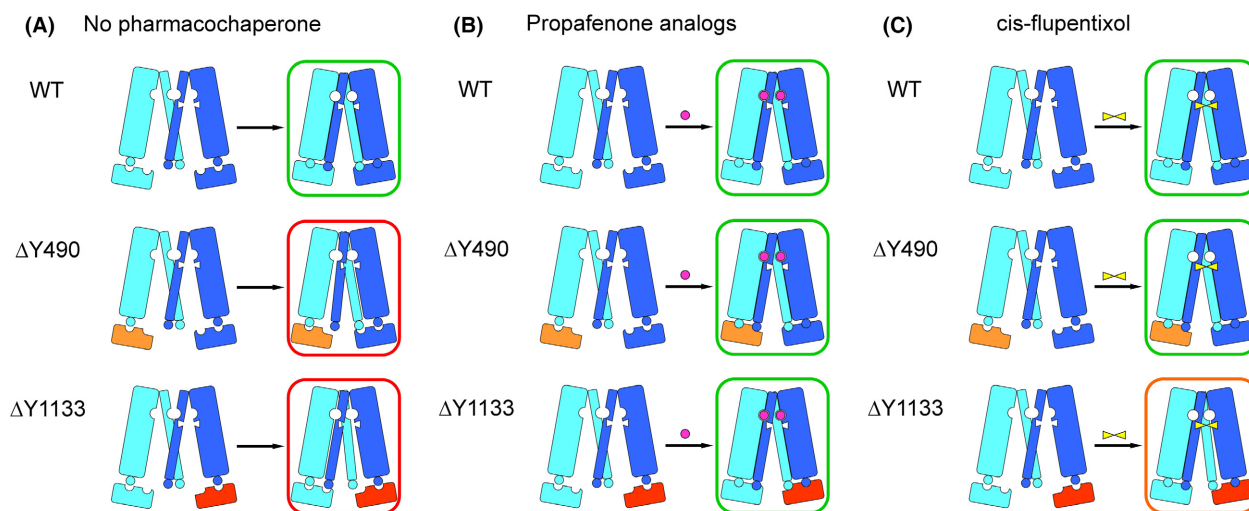 (A) No pharmacochaperone
WT
ΔY490
ΔY1133
(B) Propafenone analogs
WT
ΔY490
ΔY1133
(C) cis-flupentixol
WT
ΔY490
ΔY1133